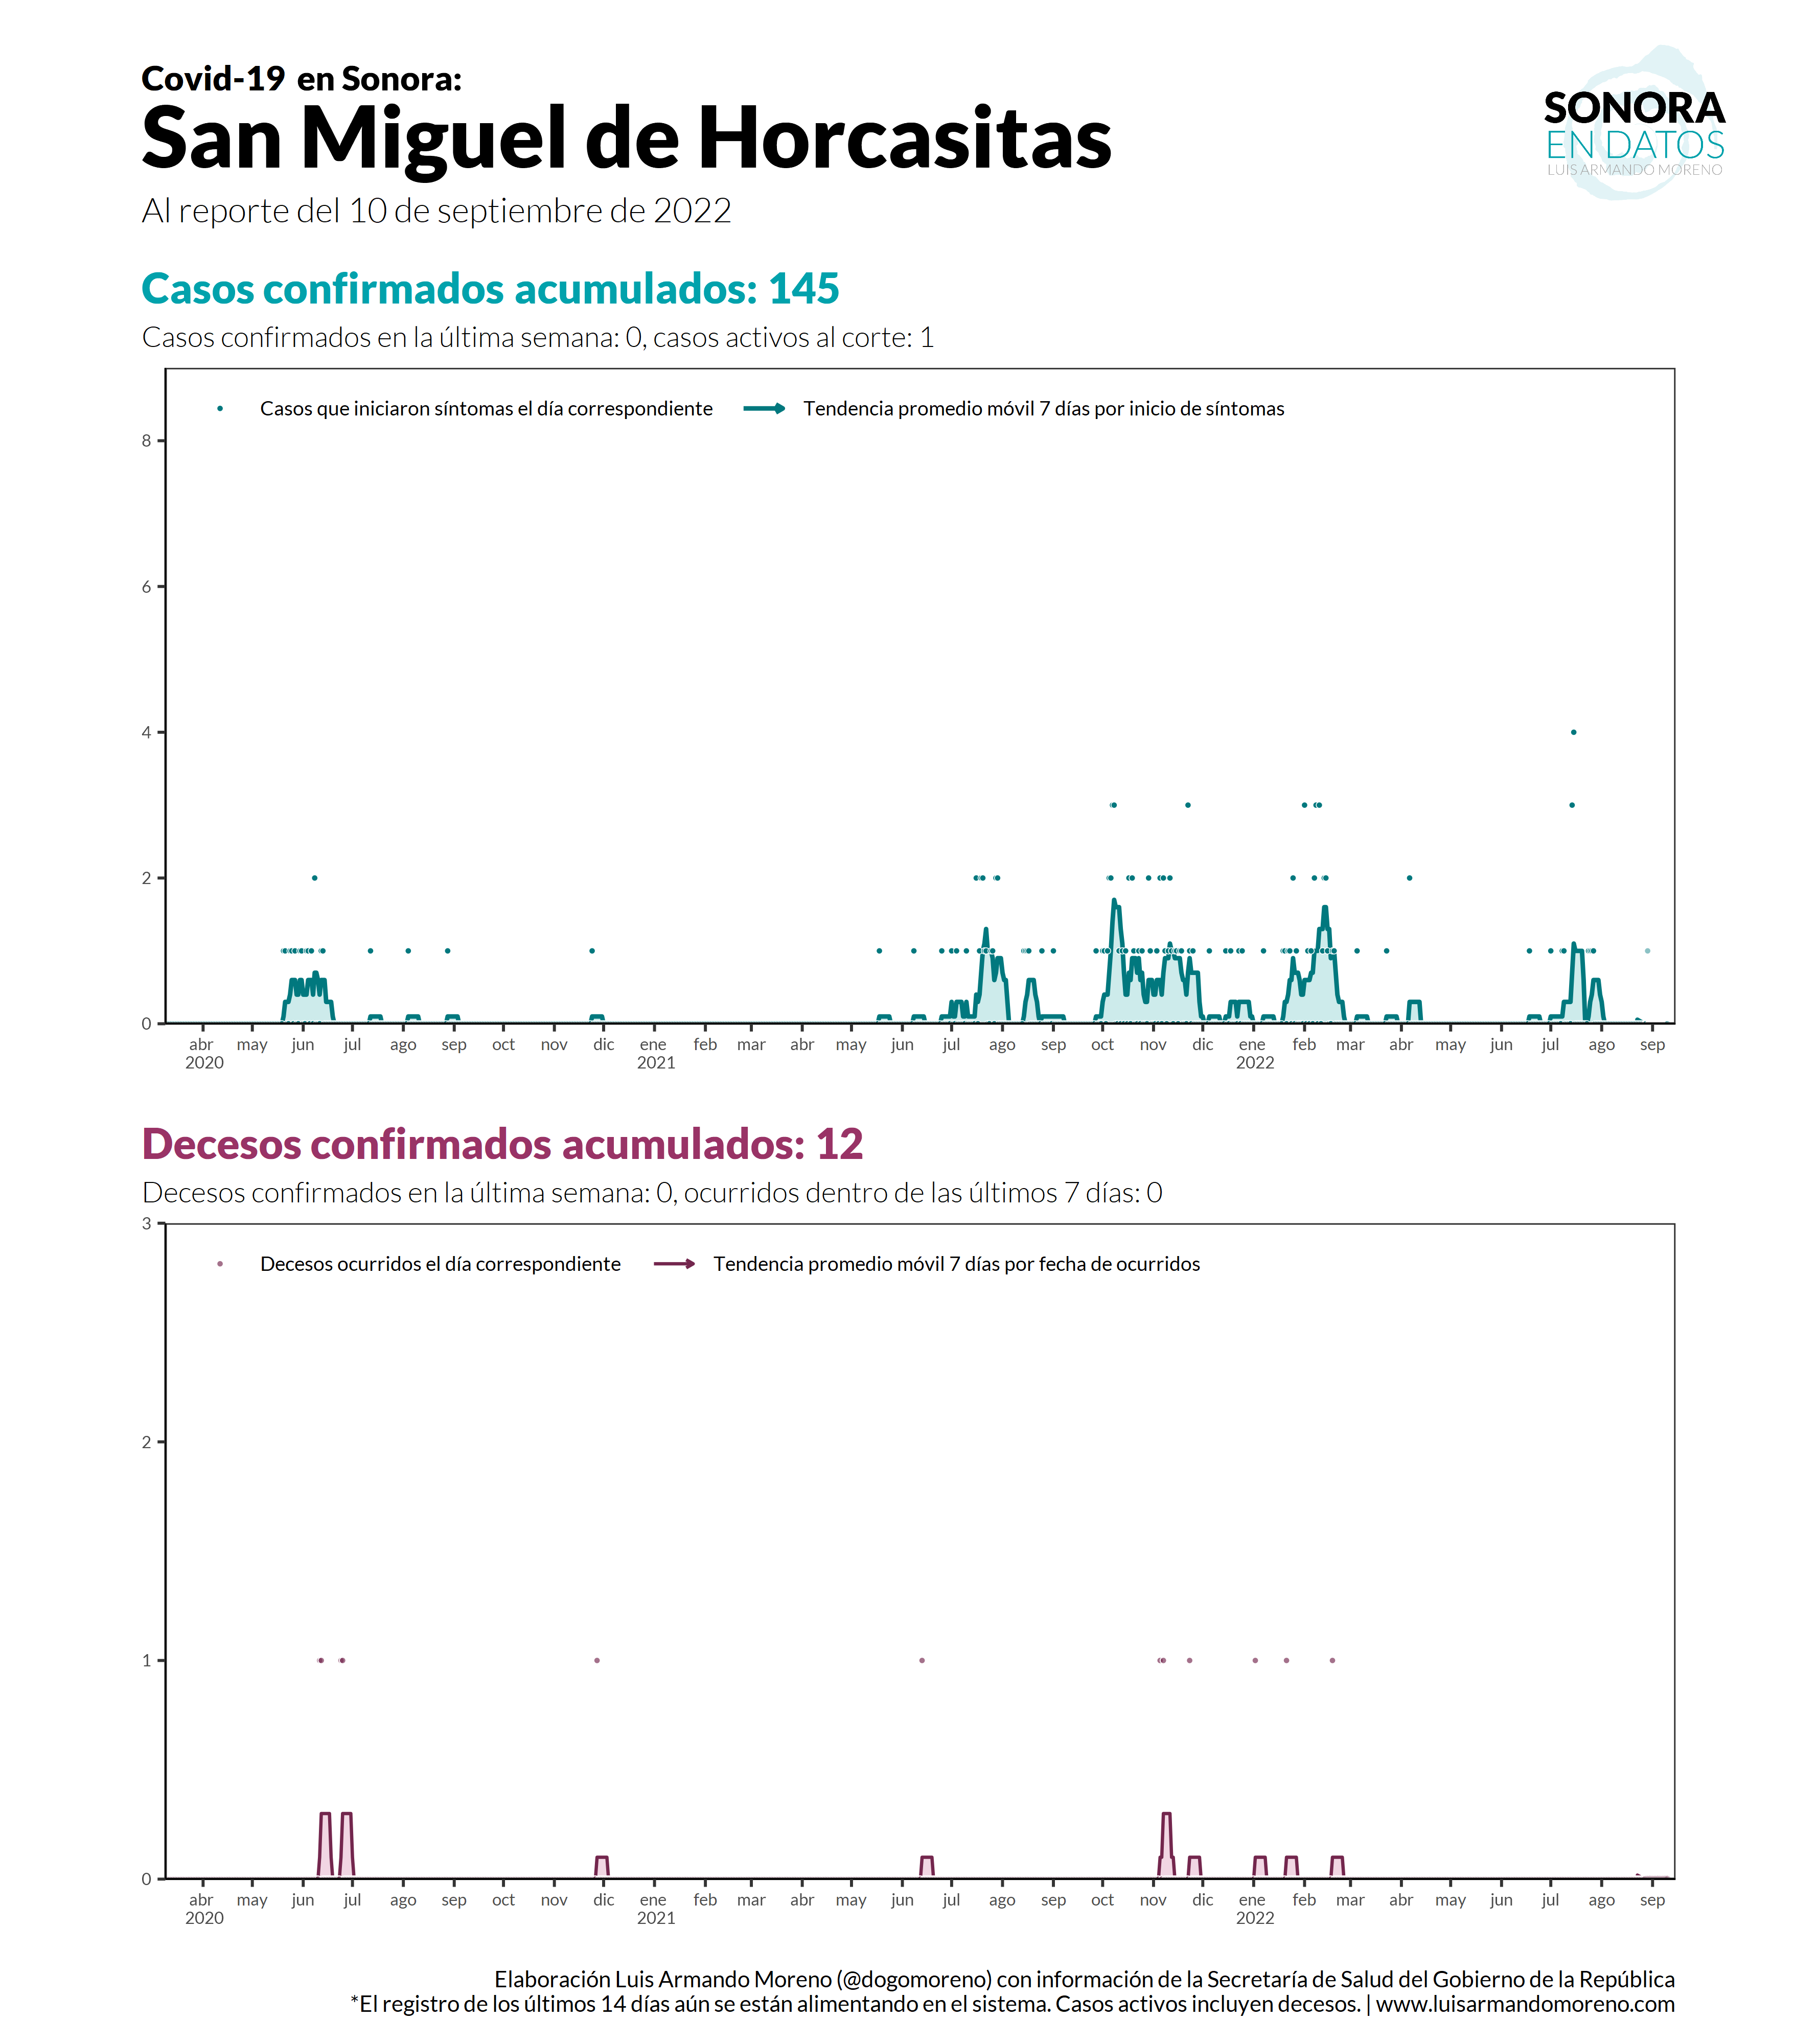 Covid-19 en Sonora:
San Miguel de Horcasitas
Al reporte del 10 de septiembre de 2022
SONORA
EN DATOS
LUIS ARMANDO MORENO
Casos confirmados acumulados: 145
Casos confirmados en la última semana: 0, casos activos al corte: 1
Casos que iniciaron síntomas el día correspondiente
Tendencia promedio móvil 7 días por inicio de síntomas
8
6
4
2
0
abr may jun jul ago sep oct nov dic ene feb mar abr may jun jul ago sep oct nov dic ene feb mar abr may jun jul ago sep
2020 2021 2022
Decesos confirmados acumulados: 12
Decesos confirmados en la última semana: 0, ocurridos dentro de las últimos 7 días: 0
3
Decesos ocurridos el día correspondiente
Tendencia promedio móvil 7 días por fecha de ocurridos
2
1
0
abr may jun jul ago sep oct nov dic ene feb mar abr may jun jul ago sep oct nov dic ene feb mar abr may jun jul ago sep
2020 2021 2022
Elaboración Luis Armando Moreno (@dogomoreno) con información de la Secretaría de Salud del Gobierno de la República
*El registro de los últimos 14 días aún se están alimentando en el sistema. Casos activos incluyen decesos. | www.luisarmandomoreno.com